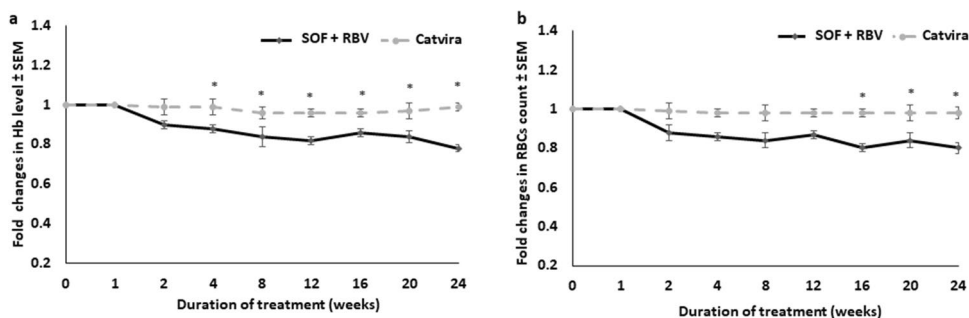 a
SOF + RBV Catvira
Fold changes in Hb level ± SEM
1.4
1.2
1
0.8
0.6
0.4
0.2
* * * * * *
0 1 2 4 8 12 16 20 24
Duration of treatment (weeks)
b
SOF + RBV Catvira
Fold changes in RBCs count ± SEM
1.4
1.2
1
0.8
0.6
0.4
0.2
* * *
0 1 2 4 8 12 16 20 24
Duration of treatment (weeks)